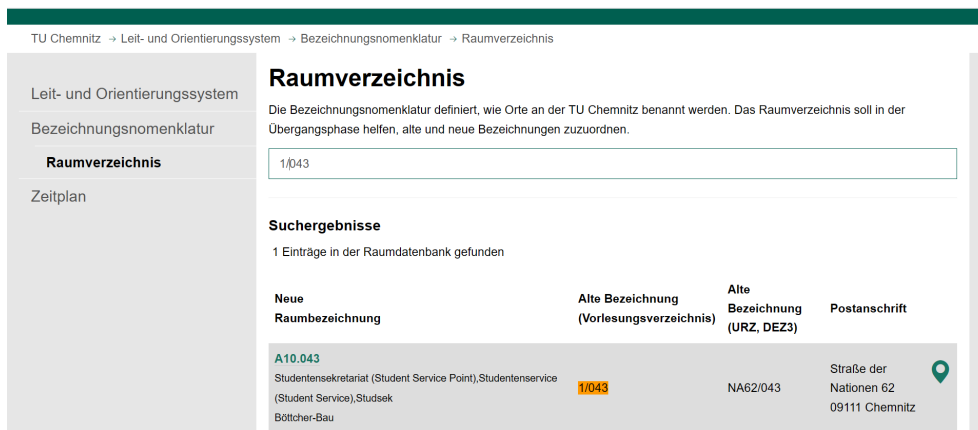 TU Chemnitz → Leit- und Orientierungssystem → Bezeichnungsnomenklatur → Raumverzeichnis
Leit- und Orientierungssystem
Bezeichnungsnomenklatur
Raumverzeichnis
Zeitplan
Raumverzeichnis
Die Bezeichnungsnomenklatur definiert, wie Orte an der TU Chemnitz benannt werden. Das Raumverzeichnis soll in der
Übergangsphase helfen, alte und neue Bezeichnungen zuzuordnen.
1/043
Suchergebnisse
1 Einträge in der Raumdatenbank gefunden
Neue
Raumbezeichnung
Alte Bezeichnung
(Vorlesungsverzeichnis)
Alte
Bezeichnung
(URZ, DEZ3)
Postanschrift
A10.043
Studentensekretariat (Student Service Point),Studentenservice
(Student Service),Studsek
Böttcher-Bau
1/043
NA62/043
Straße der
Nationen 62
09111 Chemnitz